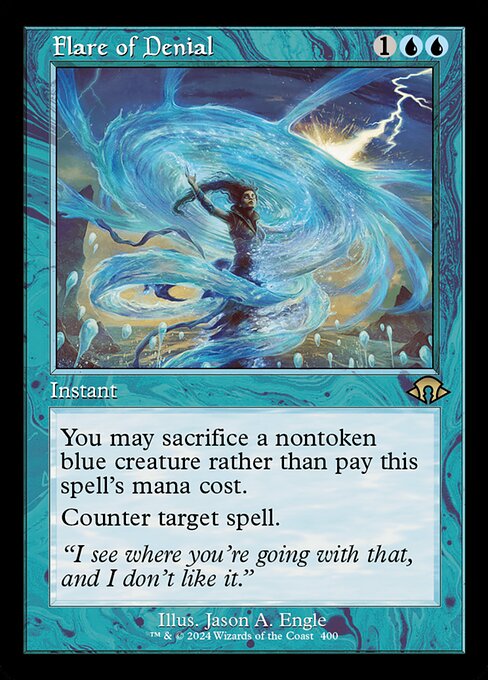 Flare of Denial 1
Instant
You may sacrifice a nontoken
blue creature rather than pay this
spell's mana cost.
Counter target spell.
“I see where you're going with that,
and I don't like it.”
Illus. Jason A. Engle
™ & © 2024 Wizards of the Coast 400